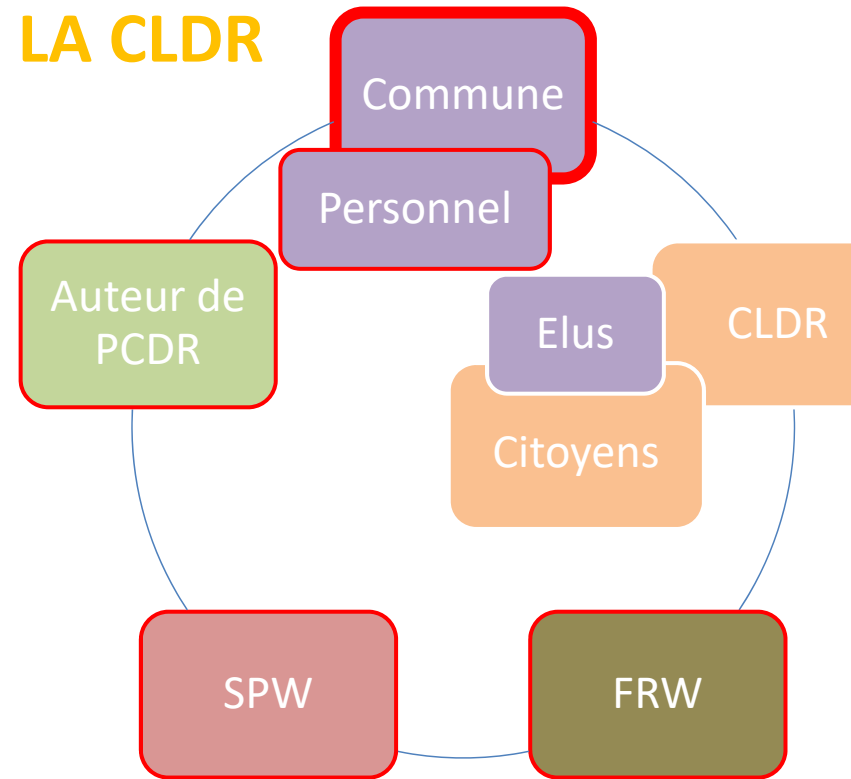 LA CLDR
Commune
Personnel
Auteur de
PCDR
Elus
CLDR
Citoyens
SPW
FRW